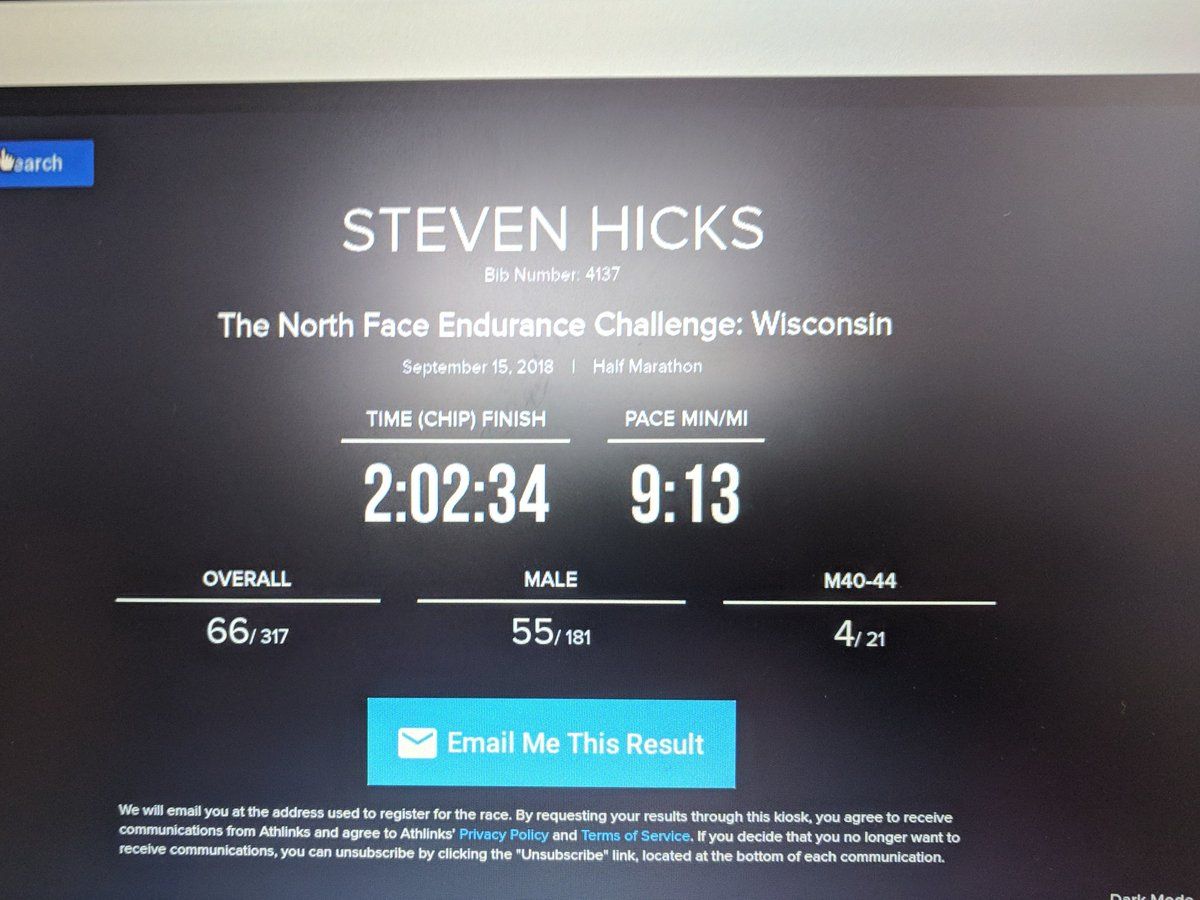 earch
STEVEN HICKS
Bib Number: 4137
The North Face Endurance Challenge: Wisconsin
September 15, 2018 | Half Marathon
TIME (CHIP) FINISH PACE MIN/MI
2:02:34 9:13
OVERALL MALE M40-44
66/ 317 55/ 181 4/ 21
Email Me This Result
We will email you at the address used to register for the race. By requesting your results through this kiosk, you agree to receive
communications from Athlinks and agree to Athlinks' Privacy Policy and Terms of Service. If you decide that you no longer want to
receive communications, you can unsubscribe by clicking the "Unsubscribe" link, located at the bottom of each communication.
Dark Mode